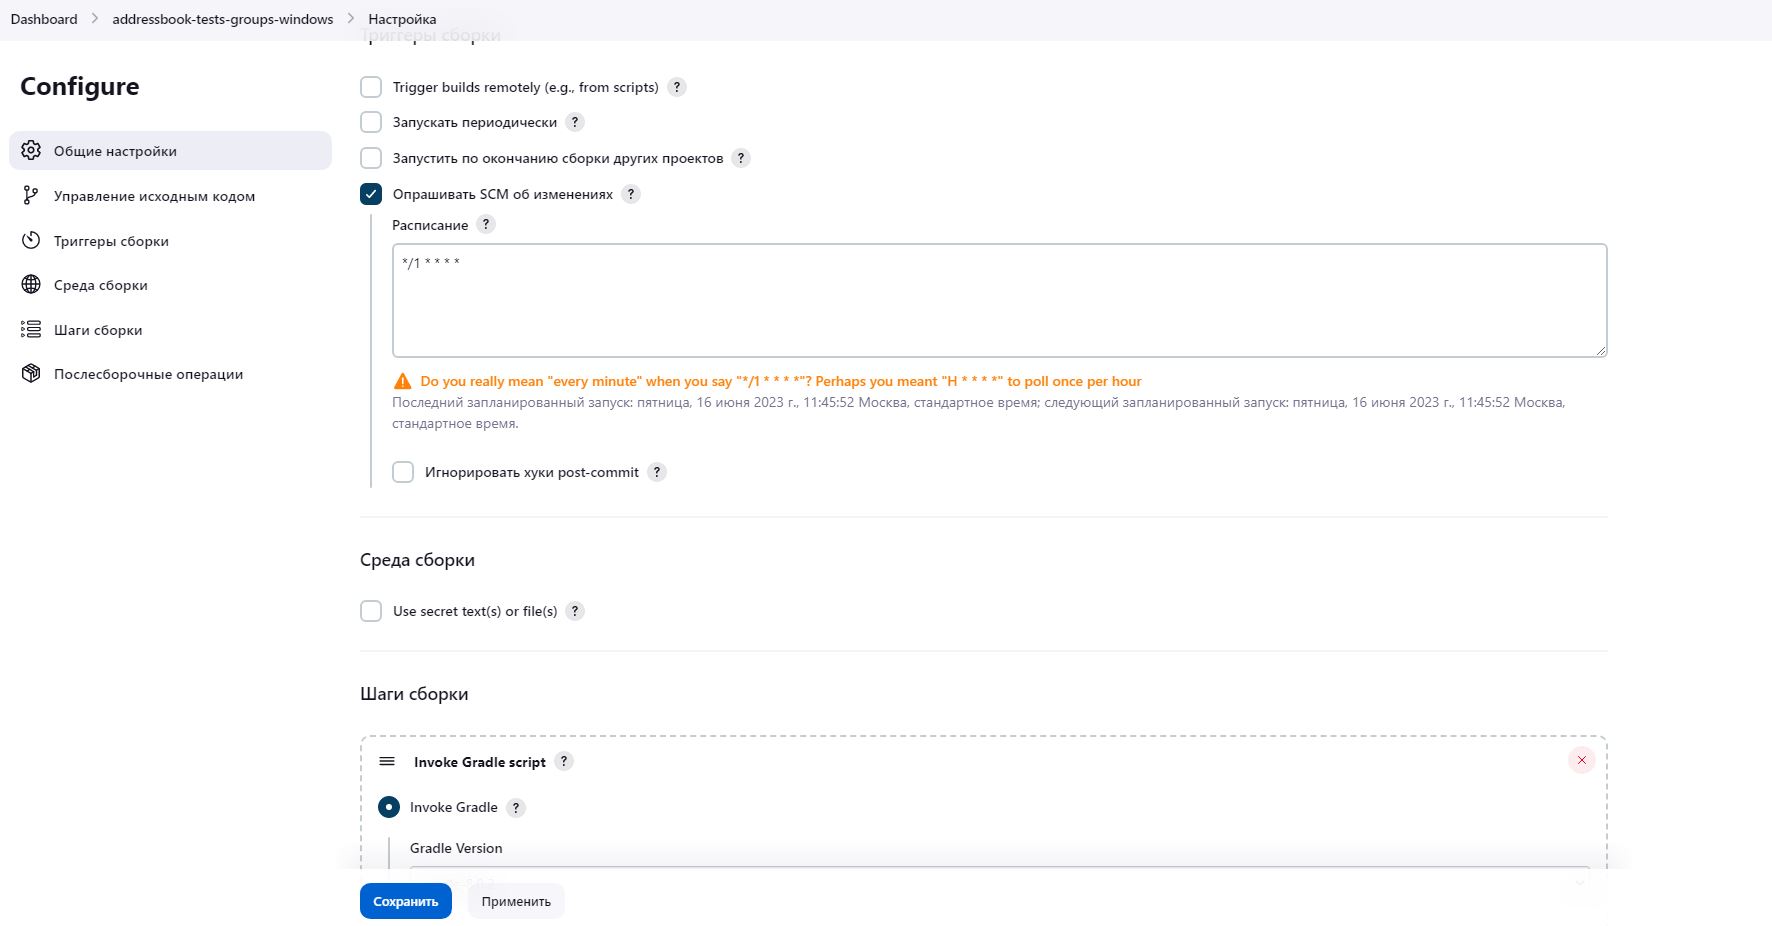 Dashboard > addressbook-tests-groups-windows > Настройка
Триггеры сборки
Configure
Общие настройки
Управление исходным кодом
Триггеры сборки
Среда сборки
Шаги сборки
Послесборочные операции
Trigger builds remotely (e.g., from scripts) ?
Запускать периодически ?
Запустить по окончанию сборки других проектов ?
Опрашивать SCM об изменениях ?
Расписание ?
*/1 * * * *
Do you really mean "every minute" when you say "*/1 * * * *"? Perhaps you meant "H * * * *" to poll once per hour
Последний запланированный запуск: пятница, 16 июня 2023 г., 11:45:52 Москва, стандартное время; следующий запланированный запуск: пятница, 16 июня 2023 г., 11:45:52 Москва,
стандартное время.
Игнорировать хуки post-commit ?
Среда сборки
Use secret text(s) or file(s) ?
Шаги сборки
Invoke Gradle script ?
Invoke Gradle ?
Gradle Version
Сохранить
Применить